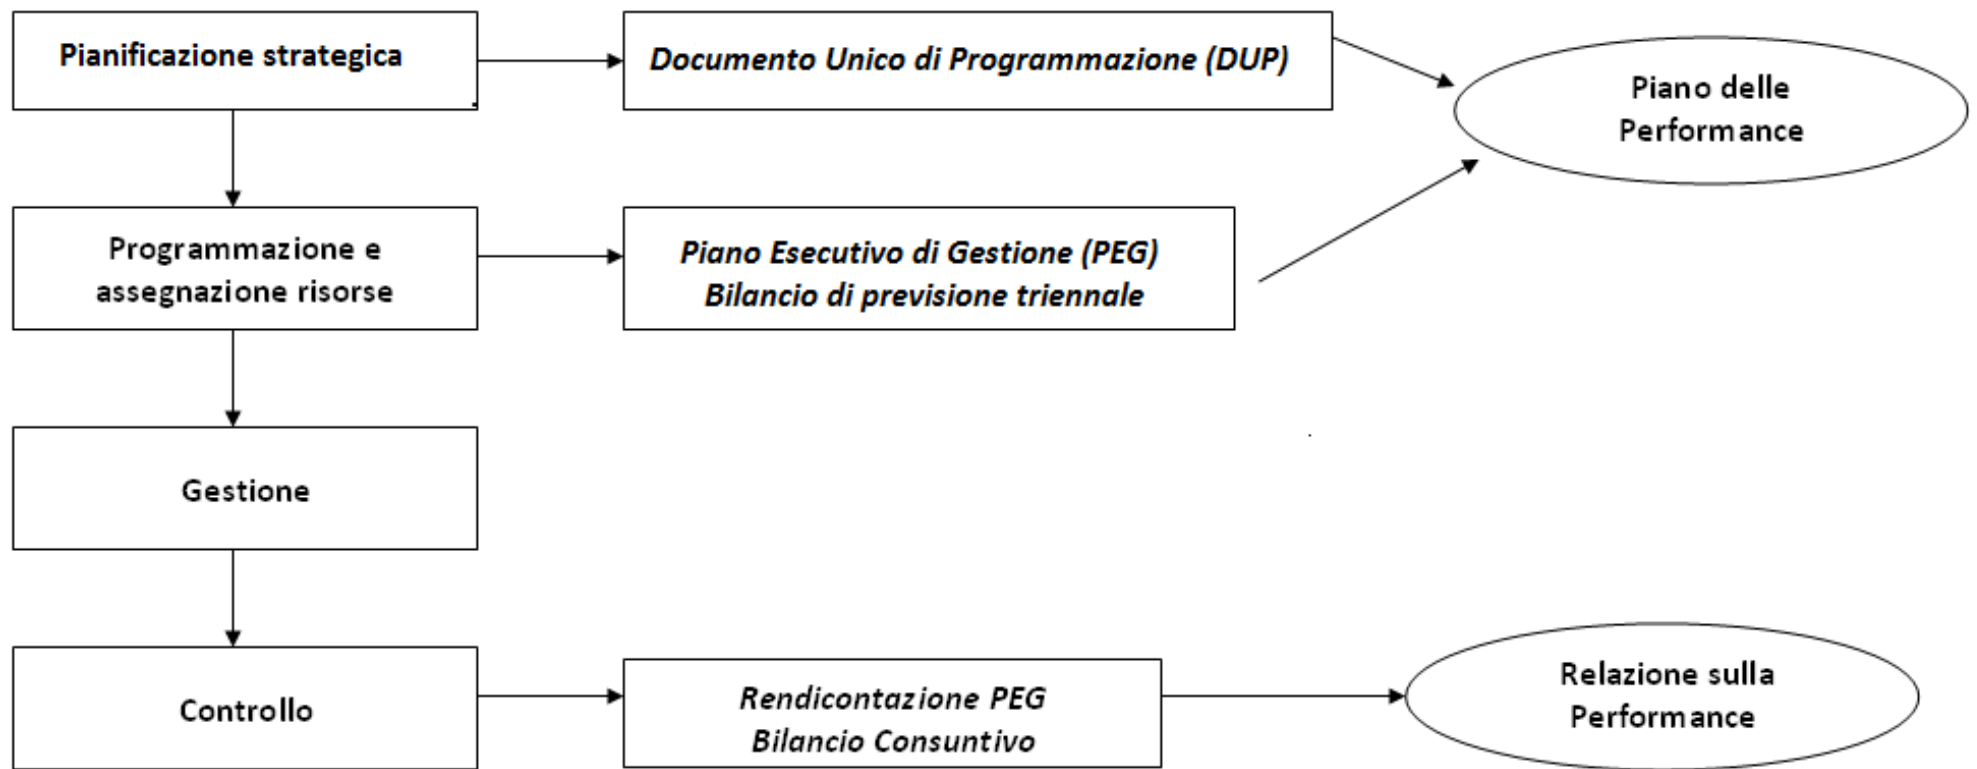 Pianificazione strategica
Documento Unico di Programmazione (DUP)
Piano delle
Performance
Programmazione e
assegnazione risorse
Piano Esecutivo di Gestione (PEG)
Bilancio di previsione triennale
Gestione
Controllo
Rendicontazione PEG
Bilancio Consuntivo
Relazione sulla
Performance